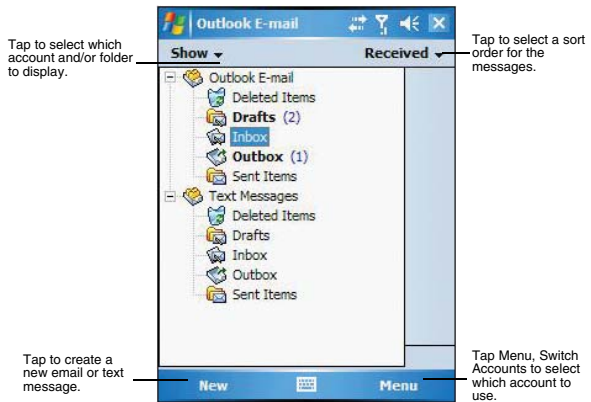 Outlook E-mail
Tap to select which
account and/or folder
to display.
Show
Received
Tap to select a sort
order for the
messages.
Outlook E-mail
Deleted Items
Drafts (2)
Inbox
Outbox (1)
Sent Items
Text Messages
Deleted Items
Drafts
Inbox
Outbox
Sent Items
Tap to create a
new email or text
message.
New
Menu
Tap Menu, Switch
Accounts to select
which account to
use.